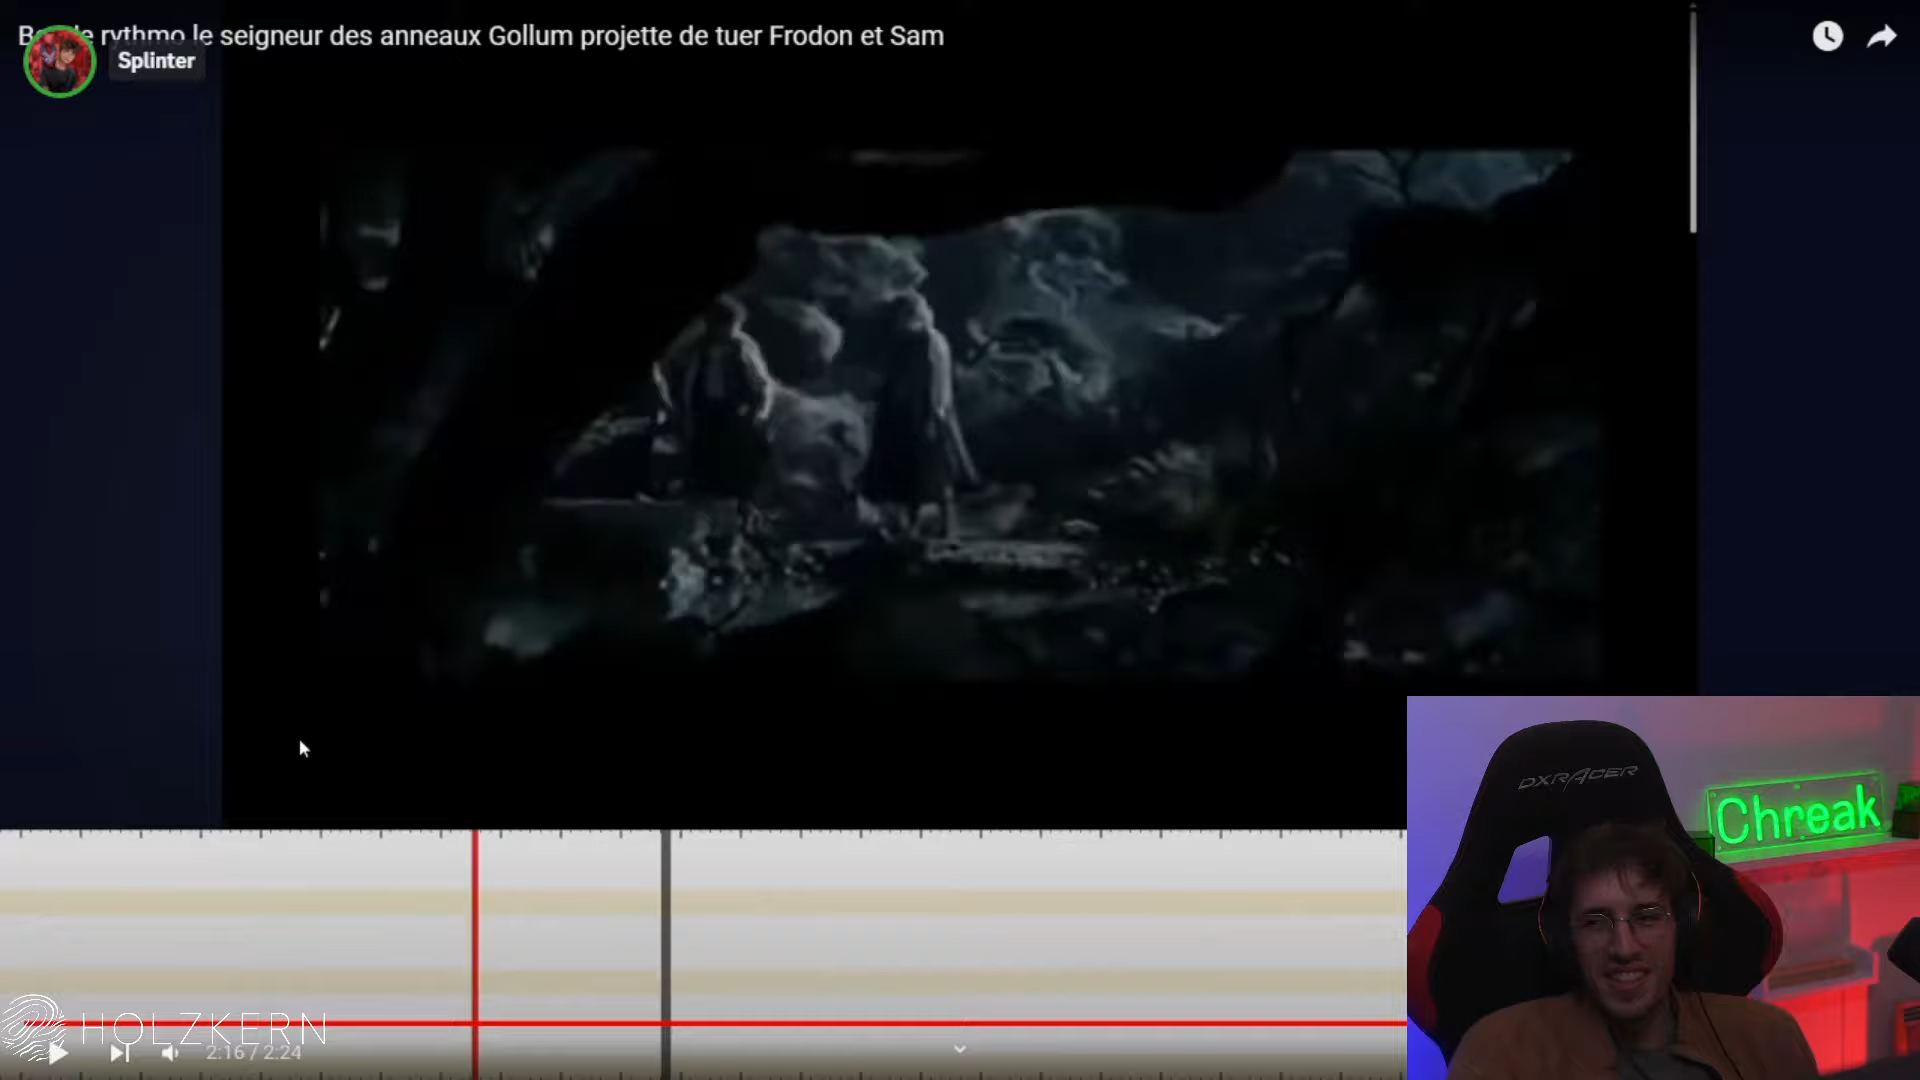 rythmo le seigneur des anneaux Gollum projette de tuer Frodon et Sam
Splinter
DXRACER
Chreak
HOLZKERN
2:16 / 2:24